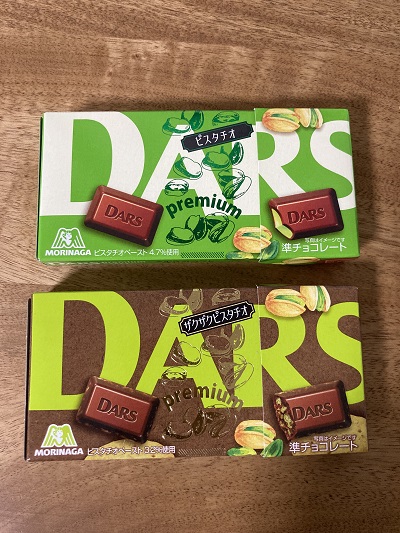 DARS
ピスタチオ
premium
DARS
DARS
MORINAGA
ピスタチオペースト 4.7%使用
写真はイメージです
準チョコレート
DARS
ザクザクピスタチオ
premium
DARS
DARS
MORINAGA
ピスタチオペースト 3.2%使用
写真はイメージです
準チョコレート